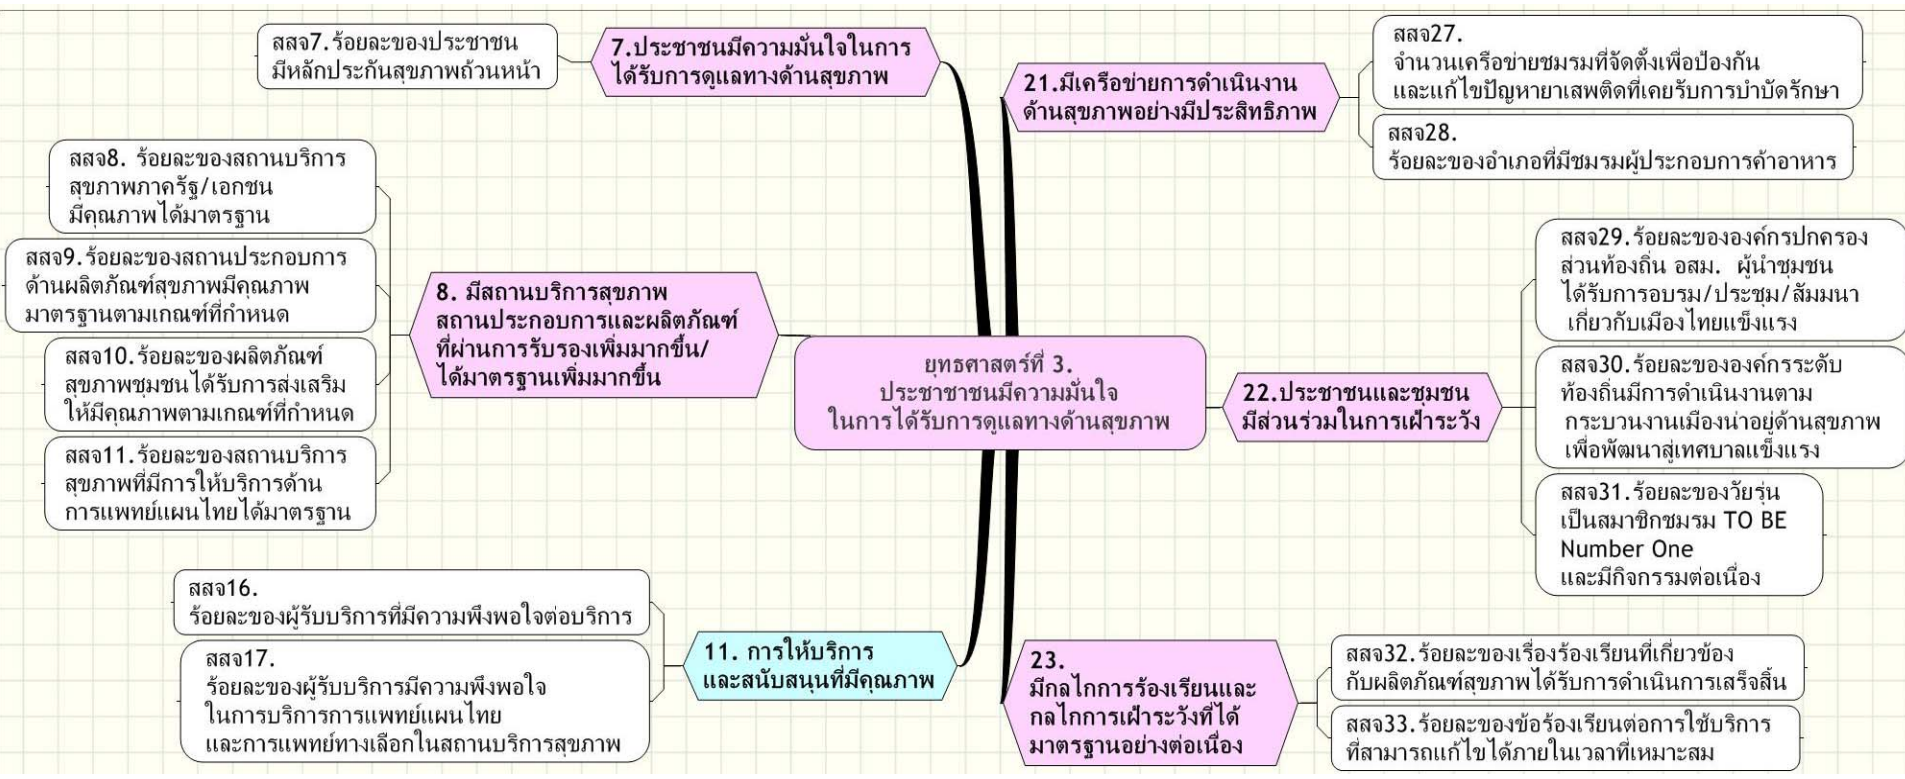 สสจ7.ร้อยละของประชาชน
มีหลักประกันสุขภาพถ้วนหน้า
7.ประชาชนมีความมั่นใจในการ
ได้รับการดูแลทางด้านสุขภาพ
สสจ8. ร้อยละของสถานบริการ
สุขภาพภาครัฐ/เอกชน
มีคุณภาพได้มาตรฐาน
สสจ9.ร้อยละของสถานประกอบการ
ด้านผลิตภัณฑ์สุขภาพมีคุณภาพ
มาตรฐานตามเกณฑ์ที่กำหนด
สสจ10.ร้อยละของผลิตภัณฑ์
สุขภาพชุมชนได้รับการส่งเสริม
ให้มีคุณภาพตามเกณฑ์ที่กำหนด
สสจ11.ร้อยละของสถานบริการ
สุขภาพที่มีการให้บริการด้าน
การแพทย์แผนไทยได้มาตรฐาน
8. มีสถานบริการสุขภาพ
สถานประกอบการและผลิตภัณฑ์
ที่ผ่านการรับรองเพิ่มมากขึ้น/
ได้มาตรฐานเพิ่มมากขึ้น
สสจ16.
ร้อยละของผู้รับบริการที่มีความพึงพอใจต่อบริการ
สสจ17.
ร้อยละของผู้รับบริการมีความพึงพอใจ
ในการบริการการแพทย์แผนไทย
และการแพทย์ทางเลือกในสถานบริการสุขภาพ
11. การให้บริการ
และสนับสนุนที่มีคุณภาพ
ยุทธศาสตร์ที่ 3.
ประชาชาชนมีความมั่นใจ
ในการได้รับการดูแลทางด้านสุขภาพ
21.มีเครือข่ายการดำเนินงาน
ด้านสุขภาพอย่างมีประสิทธิภาพ
สสจ27.
จำนวนเครือข่ายชมรมที่จัดตั้งเพื่อป้องกัน
และแก้ไขปัญหายาเสพติดที่เคยรับการบำบัดรักษา
สสจ28.
ร้อยละของอำเภอที่มีชมรมผู้ประกอบการค้าอาหาร
22.ประชาชนและชุมชน
มีส่วนร่วมในการเฝ้าระวัง
สสจ29.ร้อยละขององค์กรปกครอง
ส่วนท้องถิ่น อสม. ผู้นำชุมชน
ได้รับการอบรม/ประชุม/สัมมนา
เกี่ยวกับเมืองไทยแข็งแรง
สสจ30.ร้อยละขององค์กรระดับ
ท้องถิ่นมีการดำเนินงานตาม
กระบวนงานเมืองน่าอยู่ด้านสุขภาพ
เพื่อพัฒนาสู่เทศบาลแข็งแรง
สสจ31.ร้อยละของวัยรุ่น
เป็นสมาชิกชมรม TO BE
Number One
และมีกิจกรรมต่อเนื่อง
23.
มีกลไกการร้องเรียนและ
กลไกการเฝ้าระวังที่ได้
มาตรฐานอย่างต่อเนื่อง
สสจ32.ร้อยละของเรื่องร้องเรียนที่เกี่ยวข้อง
กับผลิตภัณฑ์สุขภาพได้รับการดำเนินการเสร็จสิ้น
สสจ33.ร้อยละของข้อร้องเรียนต่อการใช้บริการ
ที่สามารถแก้ไขได้ภายในเวลาที่เหมาะสม